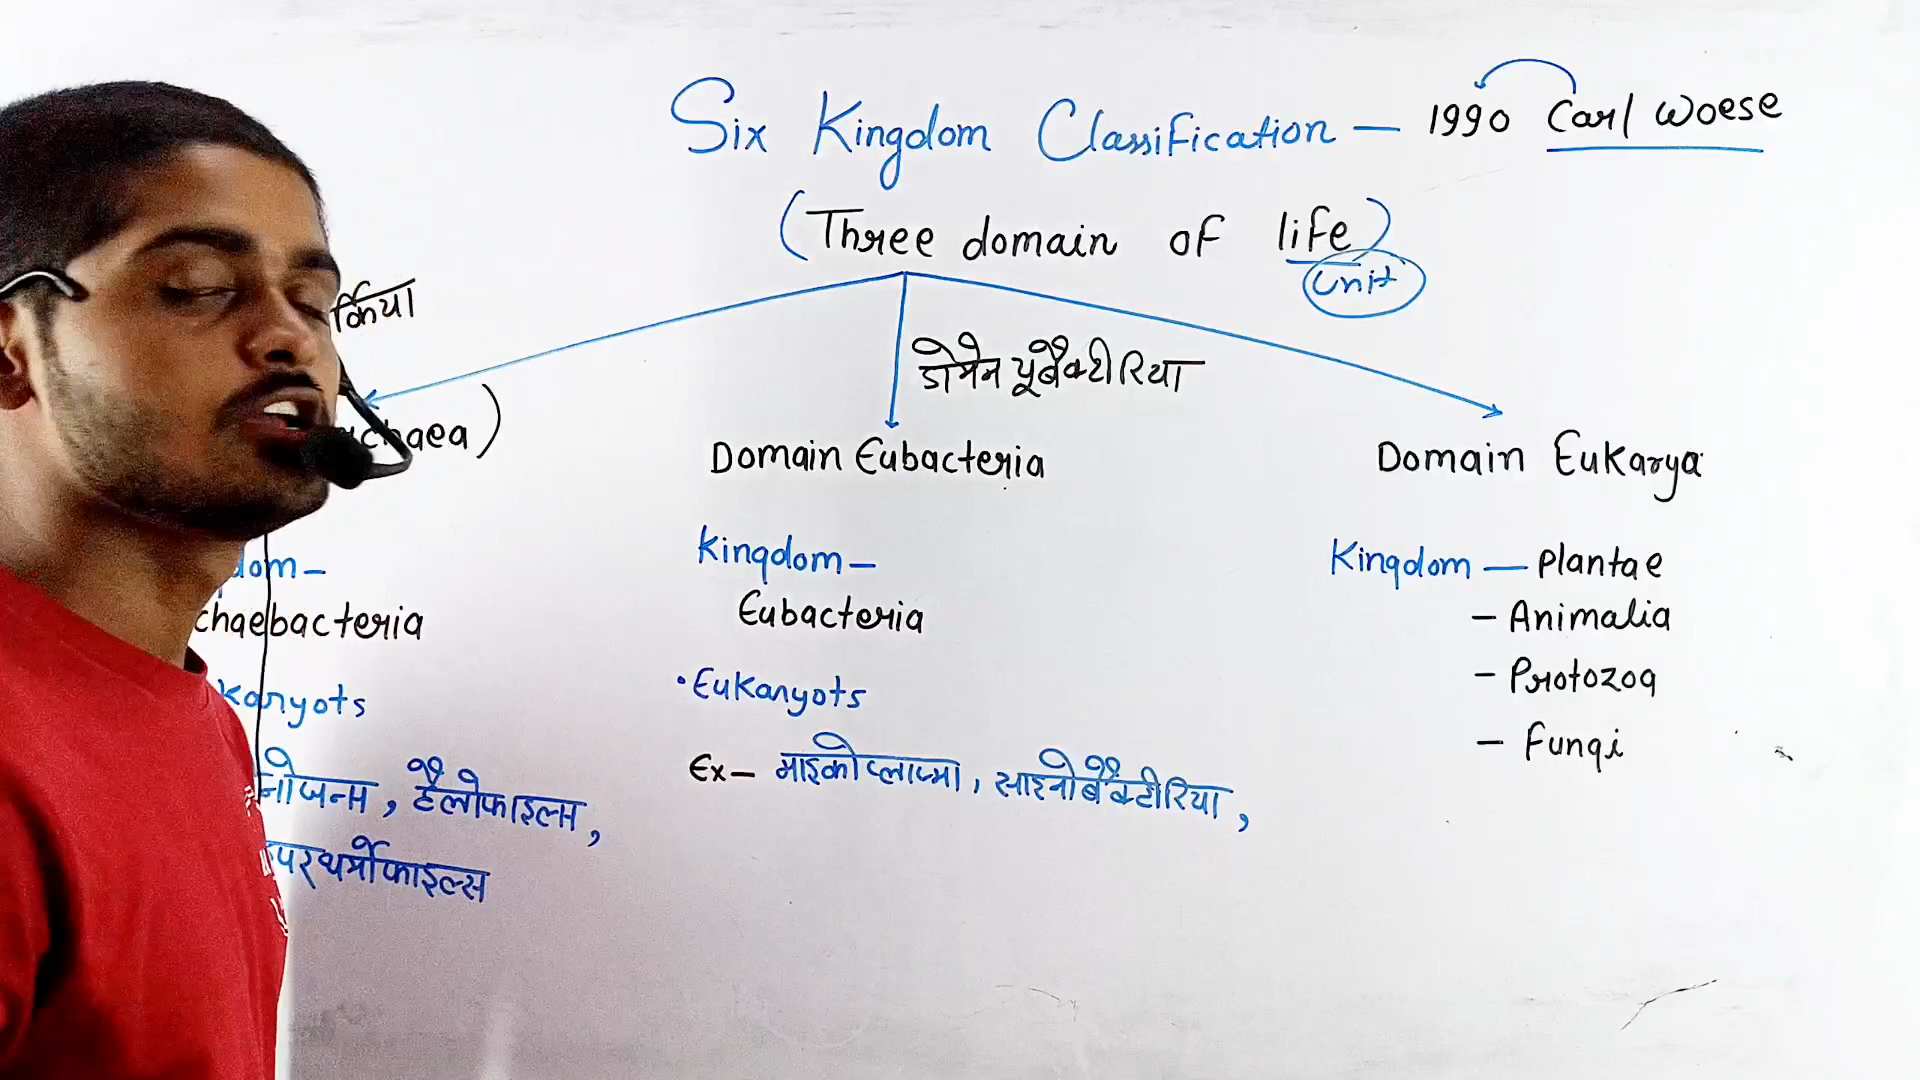 Six Kingdom Classification — 1990 Carl Woese
(Three domain of life)
unit
र्किया
डोमेन यूबैक्टीरिया
chaea)
Domain Eubacteria
Domain Eukarya
dom –
chaebacteria
karyots
नोजन्स, हैलोफाइल्स,
परथर्मोफाइल्स
Kingdom –
Eubacteria
• Eukaryots
Ex – माइकोप्लाज्मा, साइनोबैक्टीरिया,
Kingdom — Plantae
– Animalia
– Protozoa
– Fungi